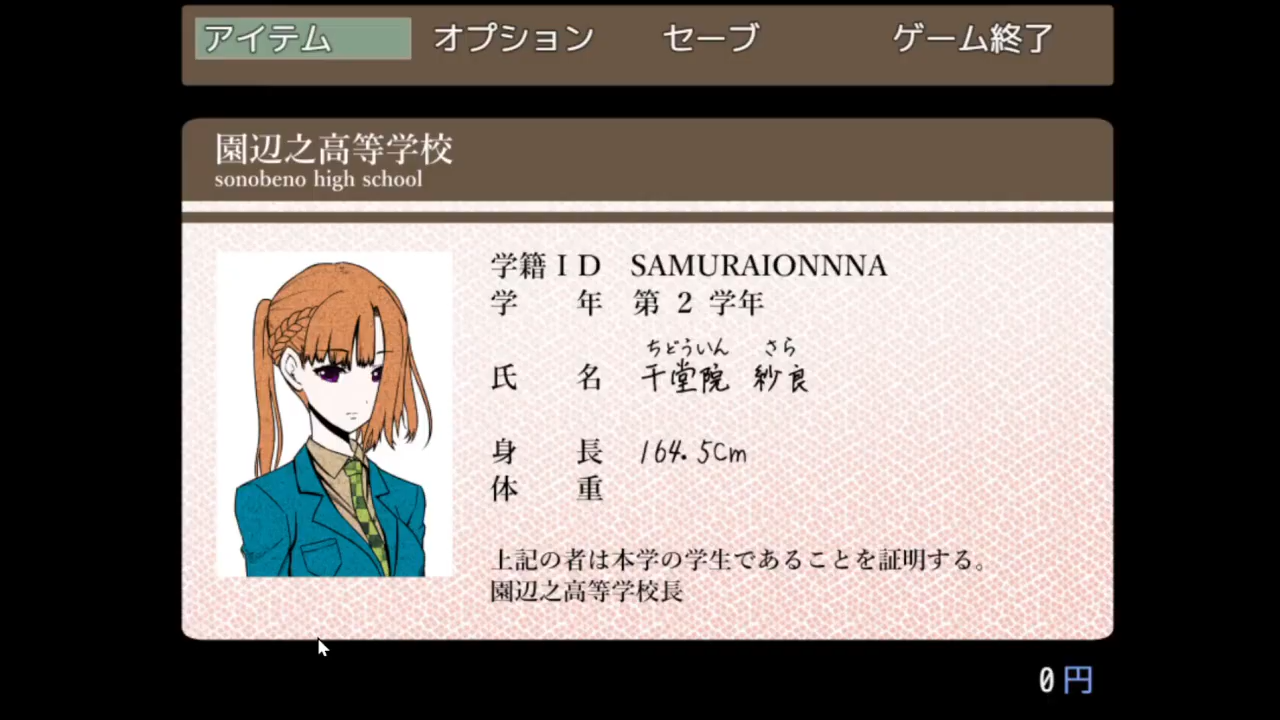 アイテム オプション セーブ ゲーム終了
園辺之高等学校
sonobeno high school
学籍ID SAMURAIONNNA
学年 第2学年
ちどういん さら
氏名 千堂院 紗良
身長 164.5Cm
体重
上記の者は本学の学生であることを証明する。
園辺之高等学校長
0円